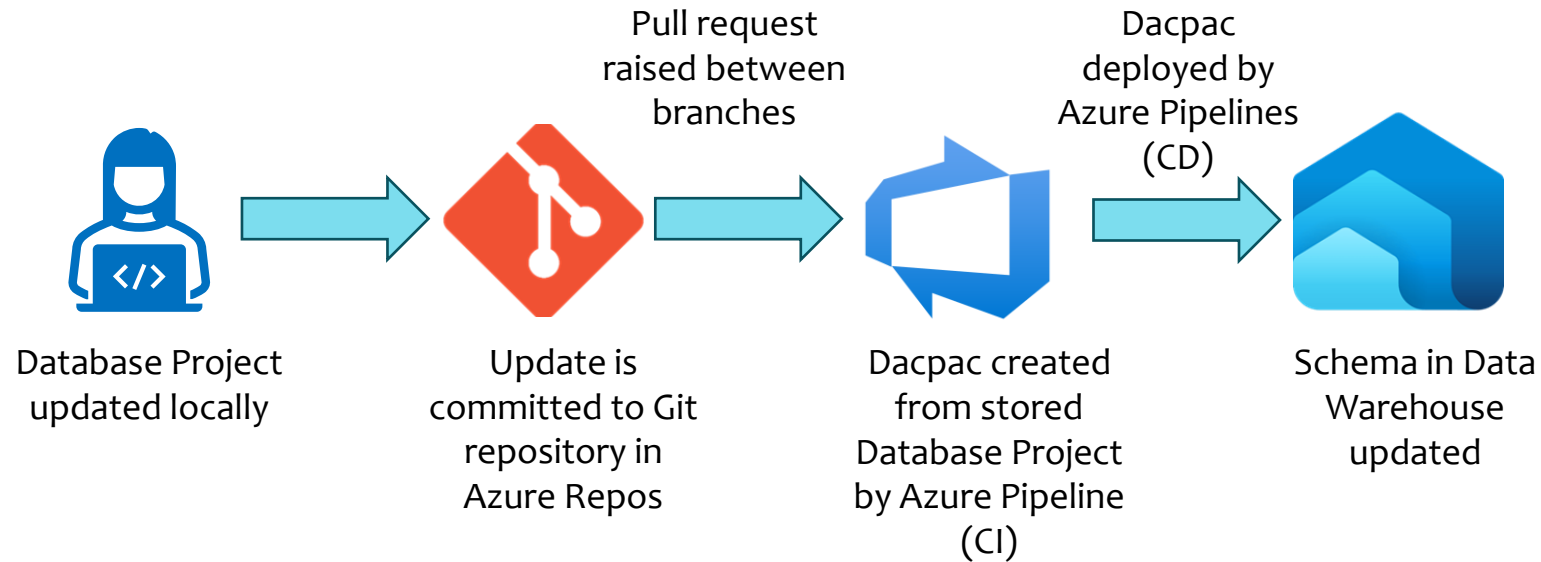 Pull request
raised between
branches
Dacpac
deployed by
Azure Pipelines
(CD)
</>
Database Project
updated locally
Update is
committed to Git
repository in
Azure Repos
Dacpac created
from stored
Database Project
by Azure Pipeline
(CI)
Schema in Data
Warehouse
updated